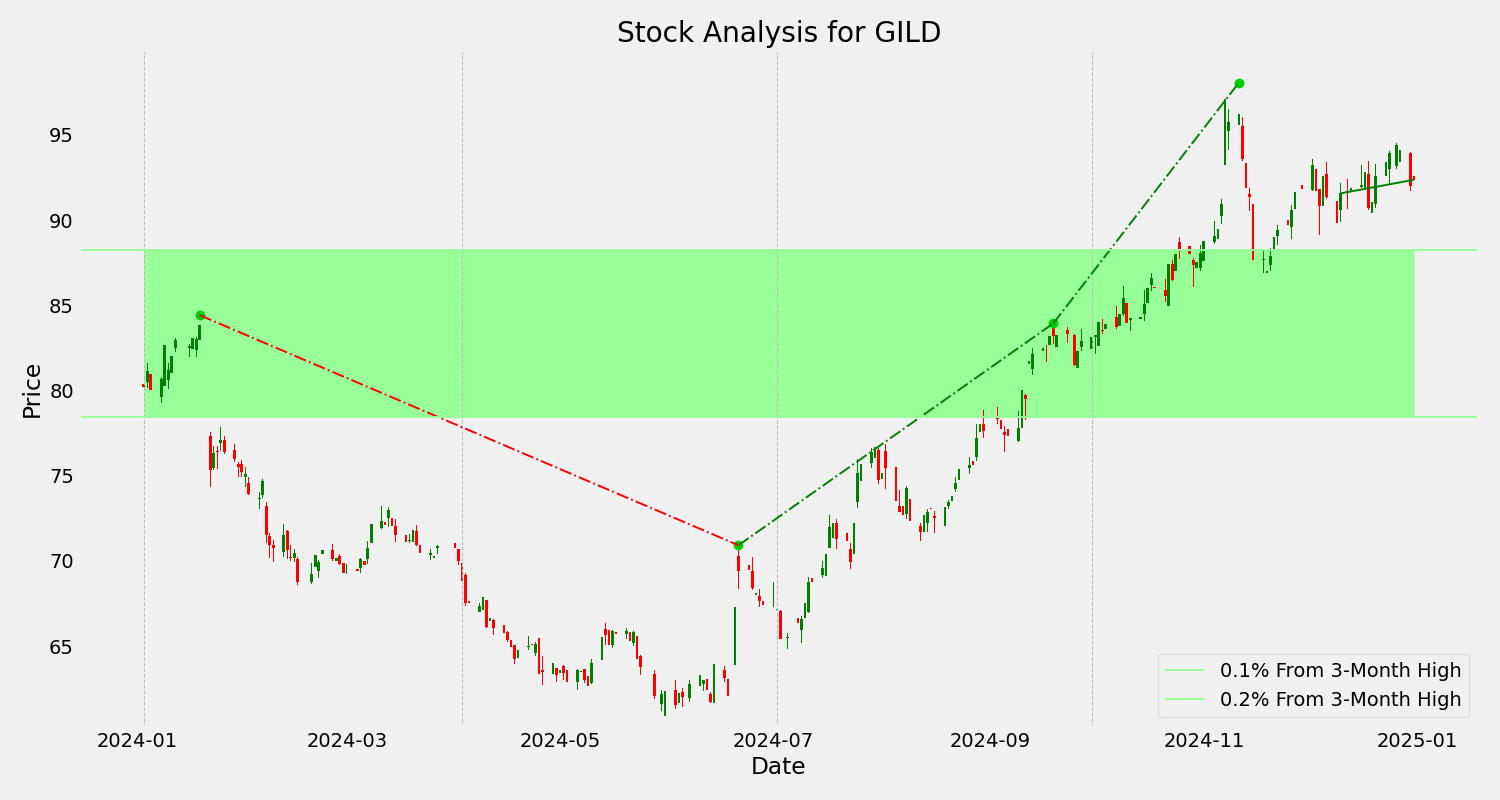 Stock Analysis for GILD
Price
95
90
85
80
75
70
65
0.1% From 3-Month High
0.2% From 3-Month High
2024-01 2024-03 2024-05 2024-07 2024-09 2024-11 2025-01
Date